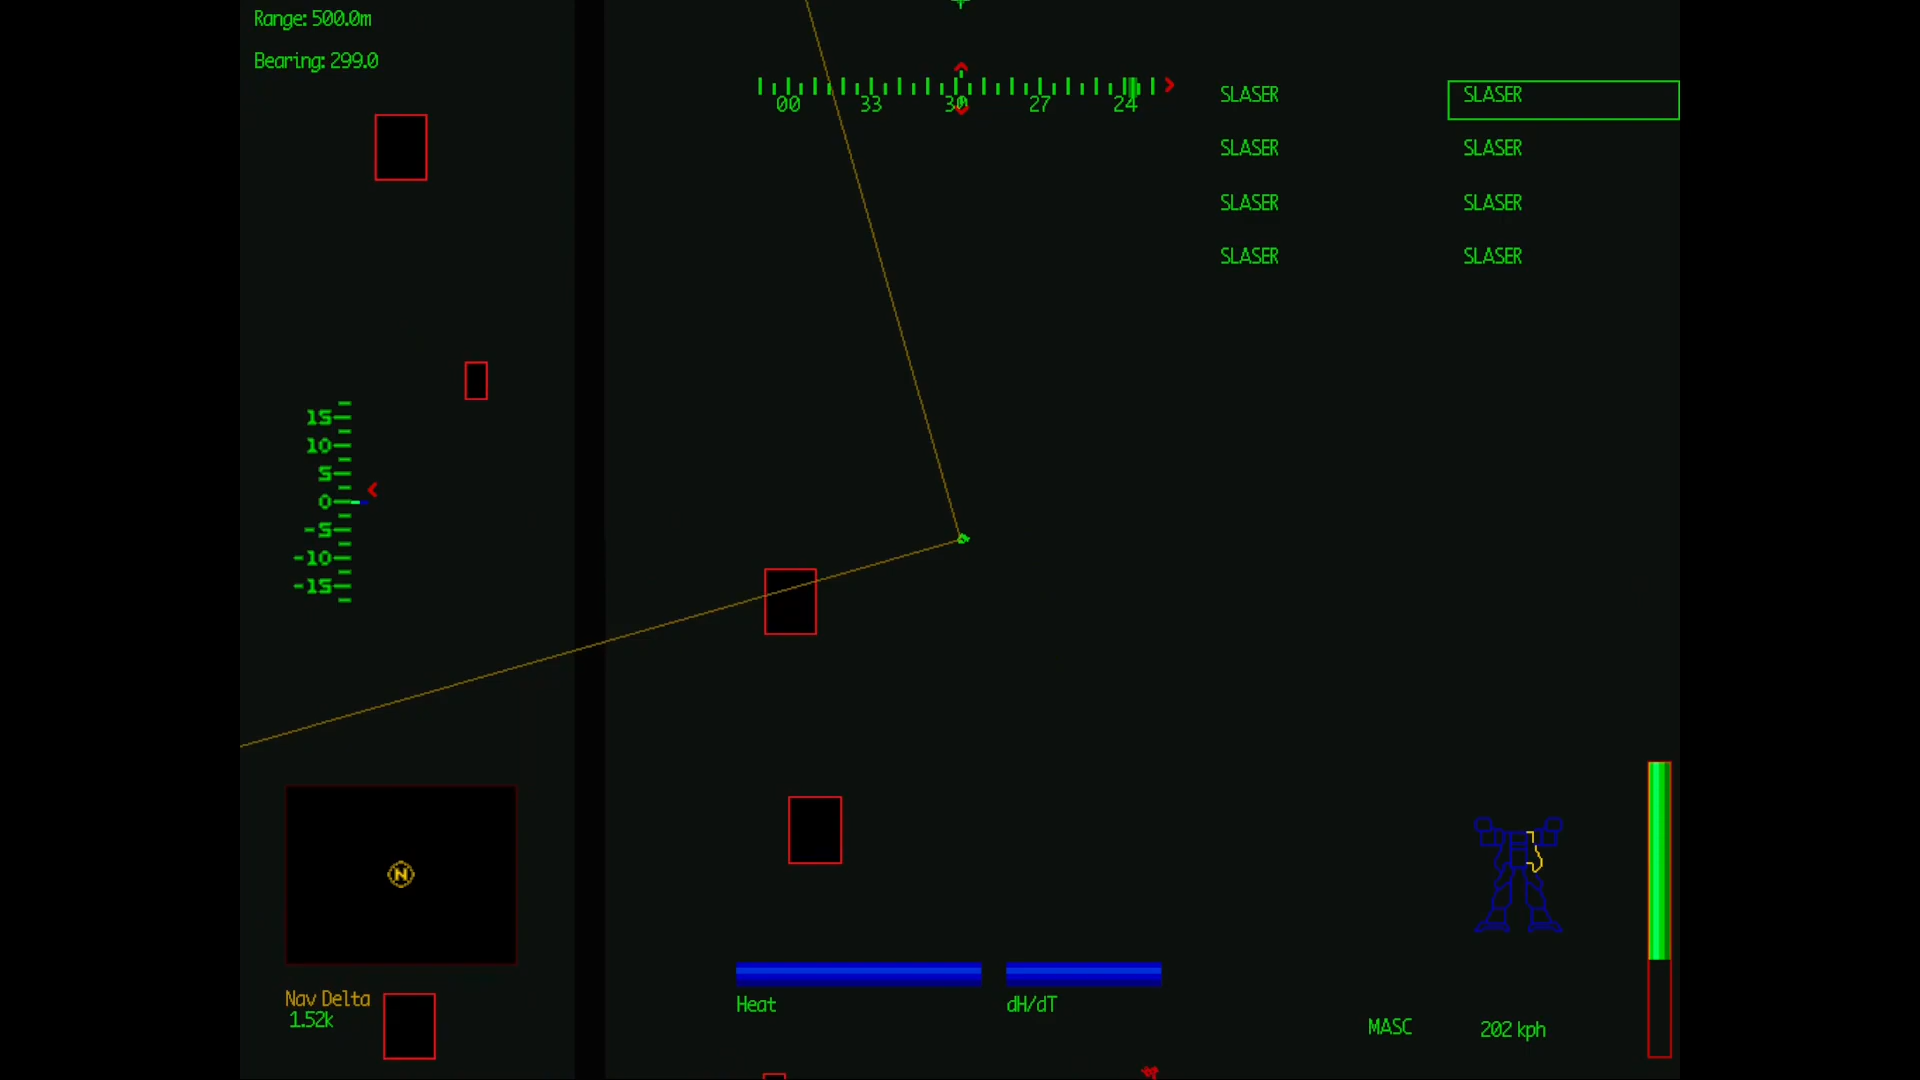 Range: 500.0m
Bearing: 299.0
00 33 30 27 24
SLASER SLASER
SLASER SLASER
SLASER SLASER
SLASER SLASER
15
10
5
0
-5
-10
-15
N
Nav Delta
1.52k
Heat dH/dT
MASC 202 kph